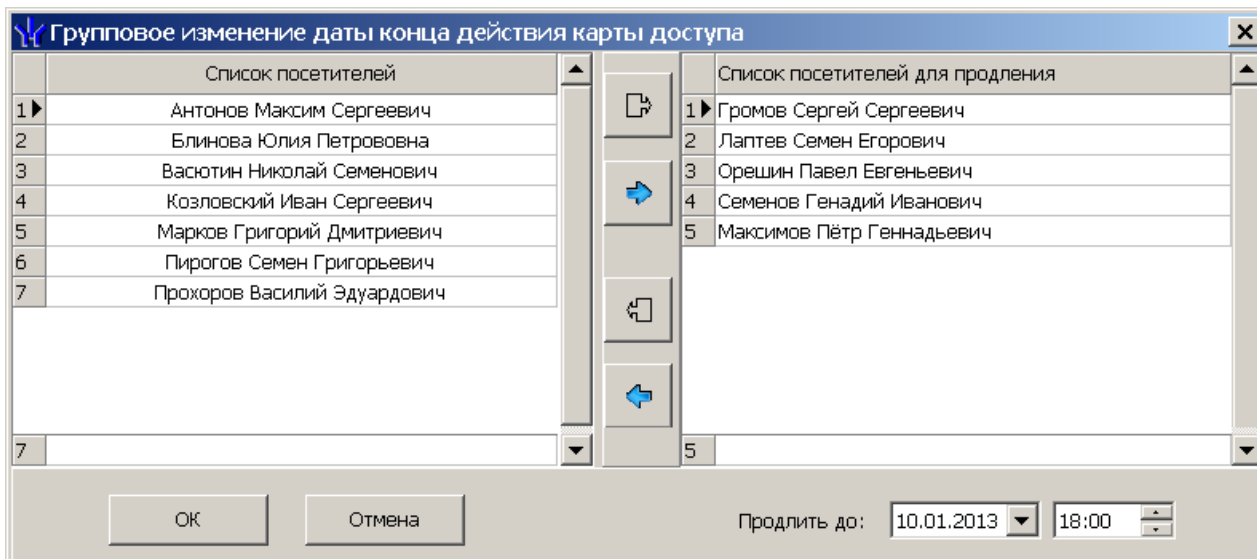 Групповое изменение даты конца действия карты доступа
Список посетителей
1 Антонов Максим Сергеевич
2 Блинова Юлия Петрововна
3 Васютин Николай Семенович
4 Козловский Иван Сергеевич
5 Марков Григорий Дмитриевич
6 Пирогов Семен Григорьевич
7 Прохоров Василий Эдуардович
7
Список посетителей для продления
1 Громов Сергей Сергеевич
2 Лаптев Семен Егорович
3 Орешин Павел Евгеньевич
4 Семенов Генадий Иванович
5 Максимов Пётр Геннадьевич
5
ОК Отмена Продлить до: 10.01.2013 18:00